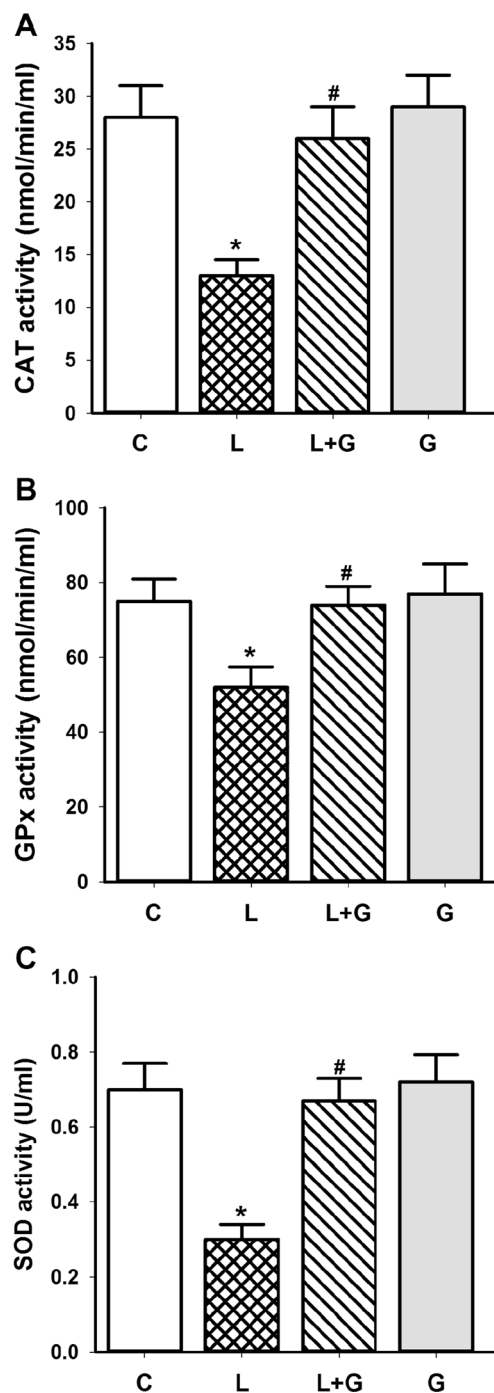 A
CAT activity (nmol/min/ml)
35
30
25
20
15
10
5
0
*
#
C L L+G G
B
GPx activity (nmol/min/ml)
100
80
60
40
20
0
*
#
C L L+G G
C
SOD activity (U/ml)
1.0
0.8
0.6
0.4
0.2
0.0
*
#
C L L+G G